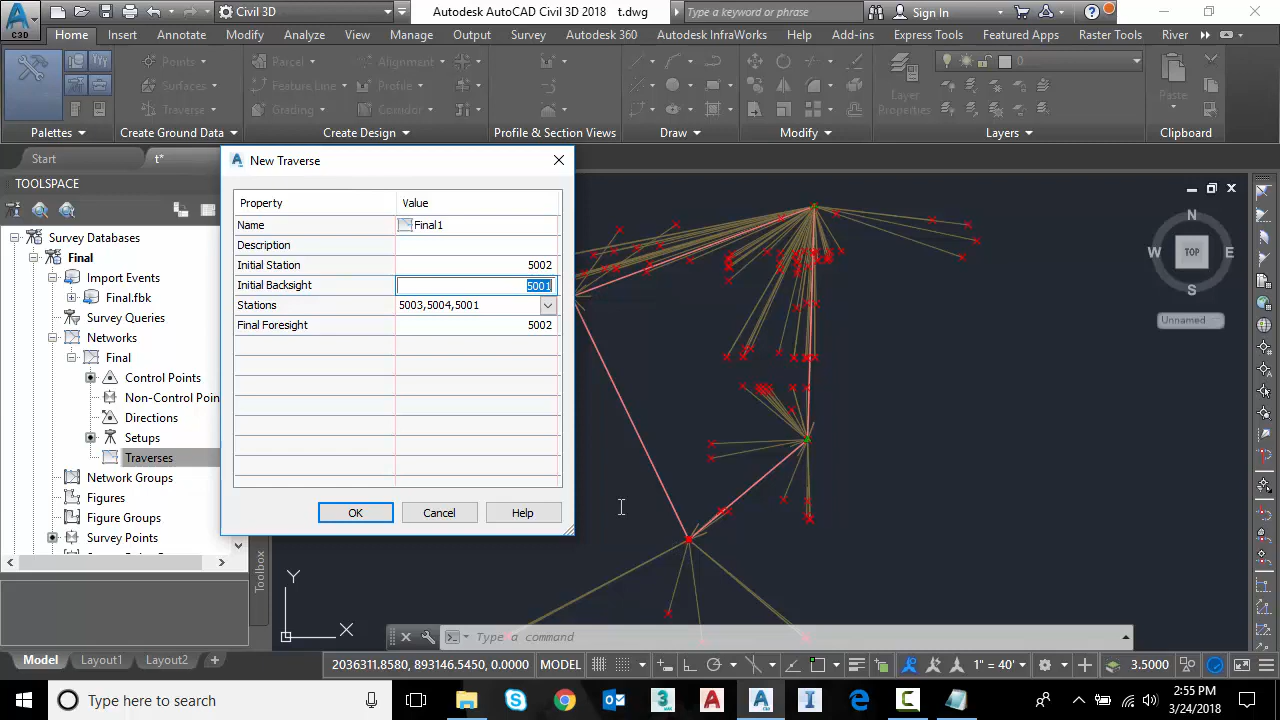 Civil 3D
Autodesk AutoCAD Civil 3D 2018 t.dwg
Type a keyword or phrase
Sign In
C3D
Home Insert Annotate Modify Analyze View Manage Output Survey Autodesk 360 Autodesk InfraWorks Help Add-ins Express Tools Featured Apps Raster Tools River
Points Parcel Alignment
Surfaces Feature Line Profile
Traverse Grading Corridor
Layer
Properties
Paste
0
Palettes Create Ground Data Create Design Profile & Section Views Draw Modify Layers Clipboard
Start t*
TOOLSPACE
Survey Databases
Final
Import Events
Final.fbk
Survey Queries
Networks
Final
Control Points
Non-Control Poin
Directions
Setups
Traverses
Network Groups
Figures
Figure Groups
Survey Points
Toolbox
New Traverse
Property Value
Name Final1
Description
Initial Station 5002
Initial Backsight 5001
Stations 5003,5004,5001
Final Foresight 5002
OK Cancel Help
N
W TOP E
S
Unnamed
Y
X
Type a command
Model Layout1 Layout2 +
2036311.8580, 893146.5450, 0.0000 MODEL 1" = 40' 3.5000
Type here to search
2:55 PM
3/24/2018